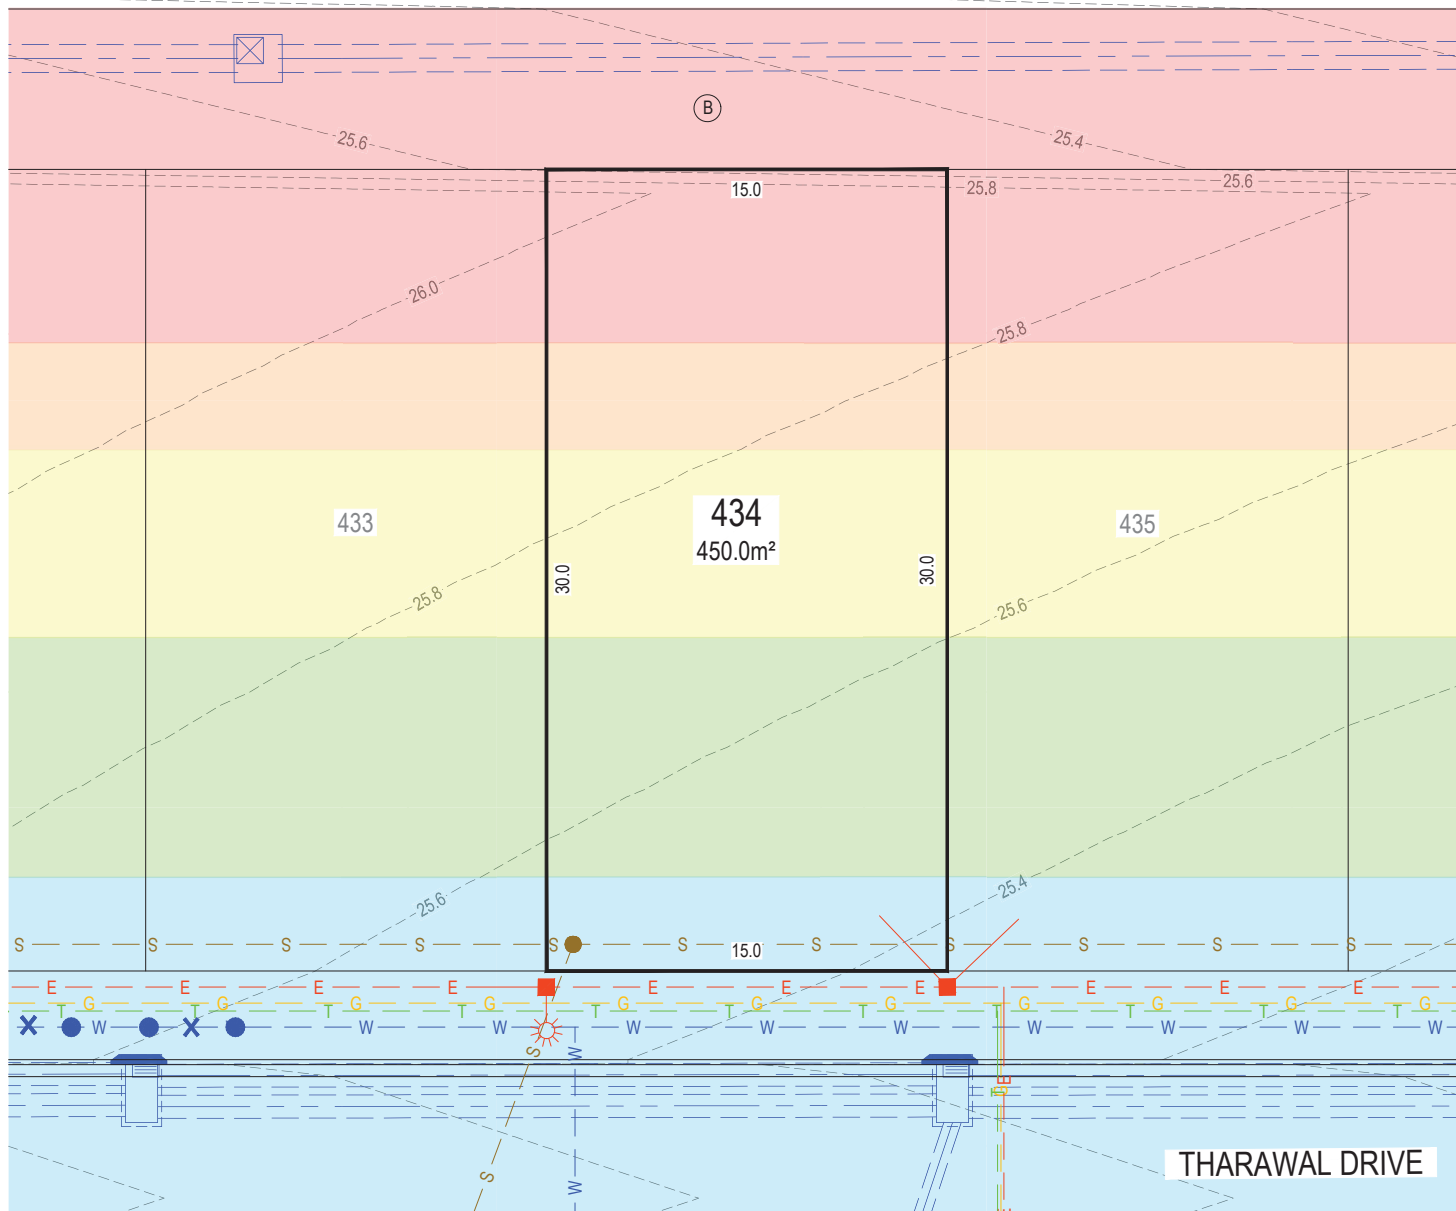 B
25.6
25.4
15.0
25.8
25.6
26.0
25.8
433
434
450.0m²
435
30.0
30.0
25.8
25.6
25.6
25.4
S S S S S S S S S S S
15.0
E E E E E E E E E E
G G G G G G G G G G G
T T T T T T T T T T T
W W W W W W W W W W W
S
W
E
G
T
THARAWAL DRIVE
S
W